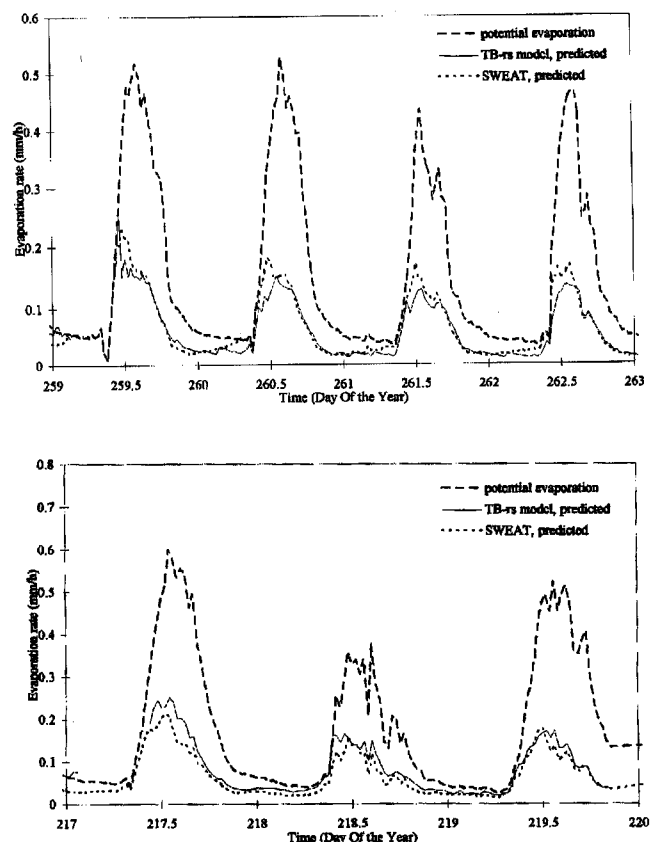 0.6
0.5
0.4
0.3
0.2
0.1
0
Evaporation rate (mm/h)
potential evaporation
TB-rs model, predicted
SWEAT, predicted
259 259.5 260 260.5 261 261.5 262 262.5 263
Time (Day Of the Year)
0.8
0.7
0.6
0.5
0.4
0.3
0.2
0.1
0
Evaporation rate (mm/h)
potential evaporation
TB-rs model, predicted
SWEAT, predicted
217 217.5 218 218.5 219 219.5 220
Time (Day Of the Year)